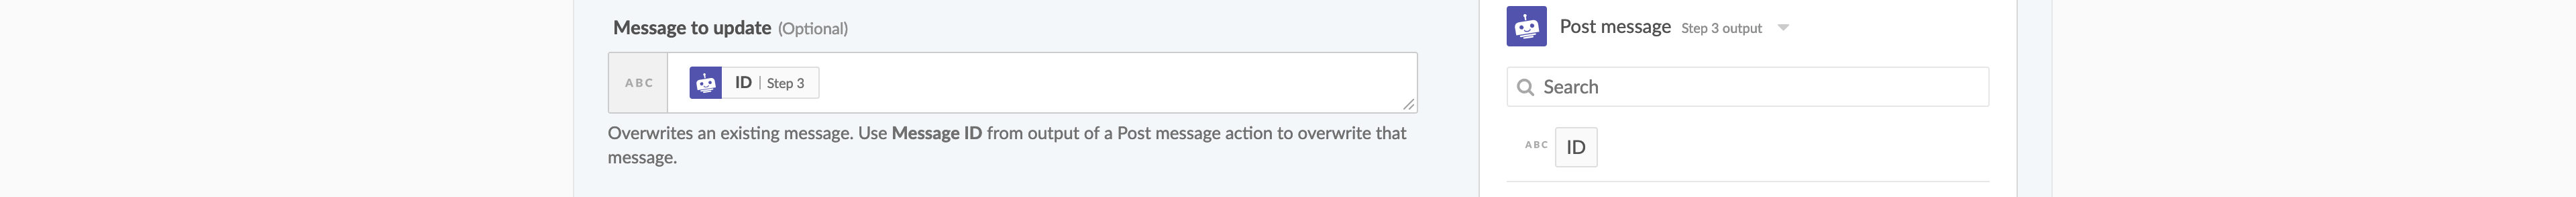 Message to update (Optional)
ABC ID | Step 3
Overwrites an existing message. Use Message ID from output of a Post message action to overwrite that
message.
Post message Step 3 output
Search
ABC ID